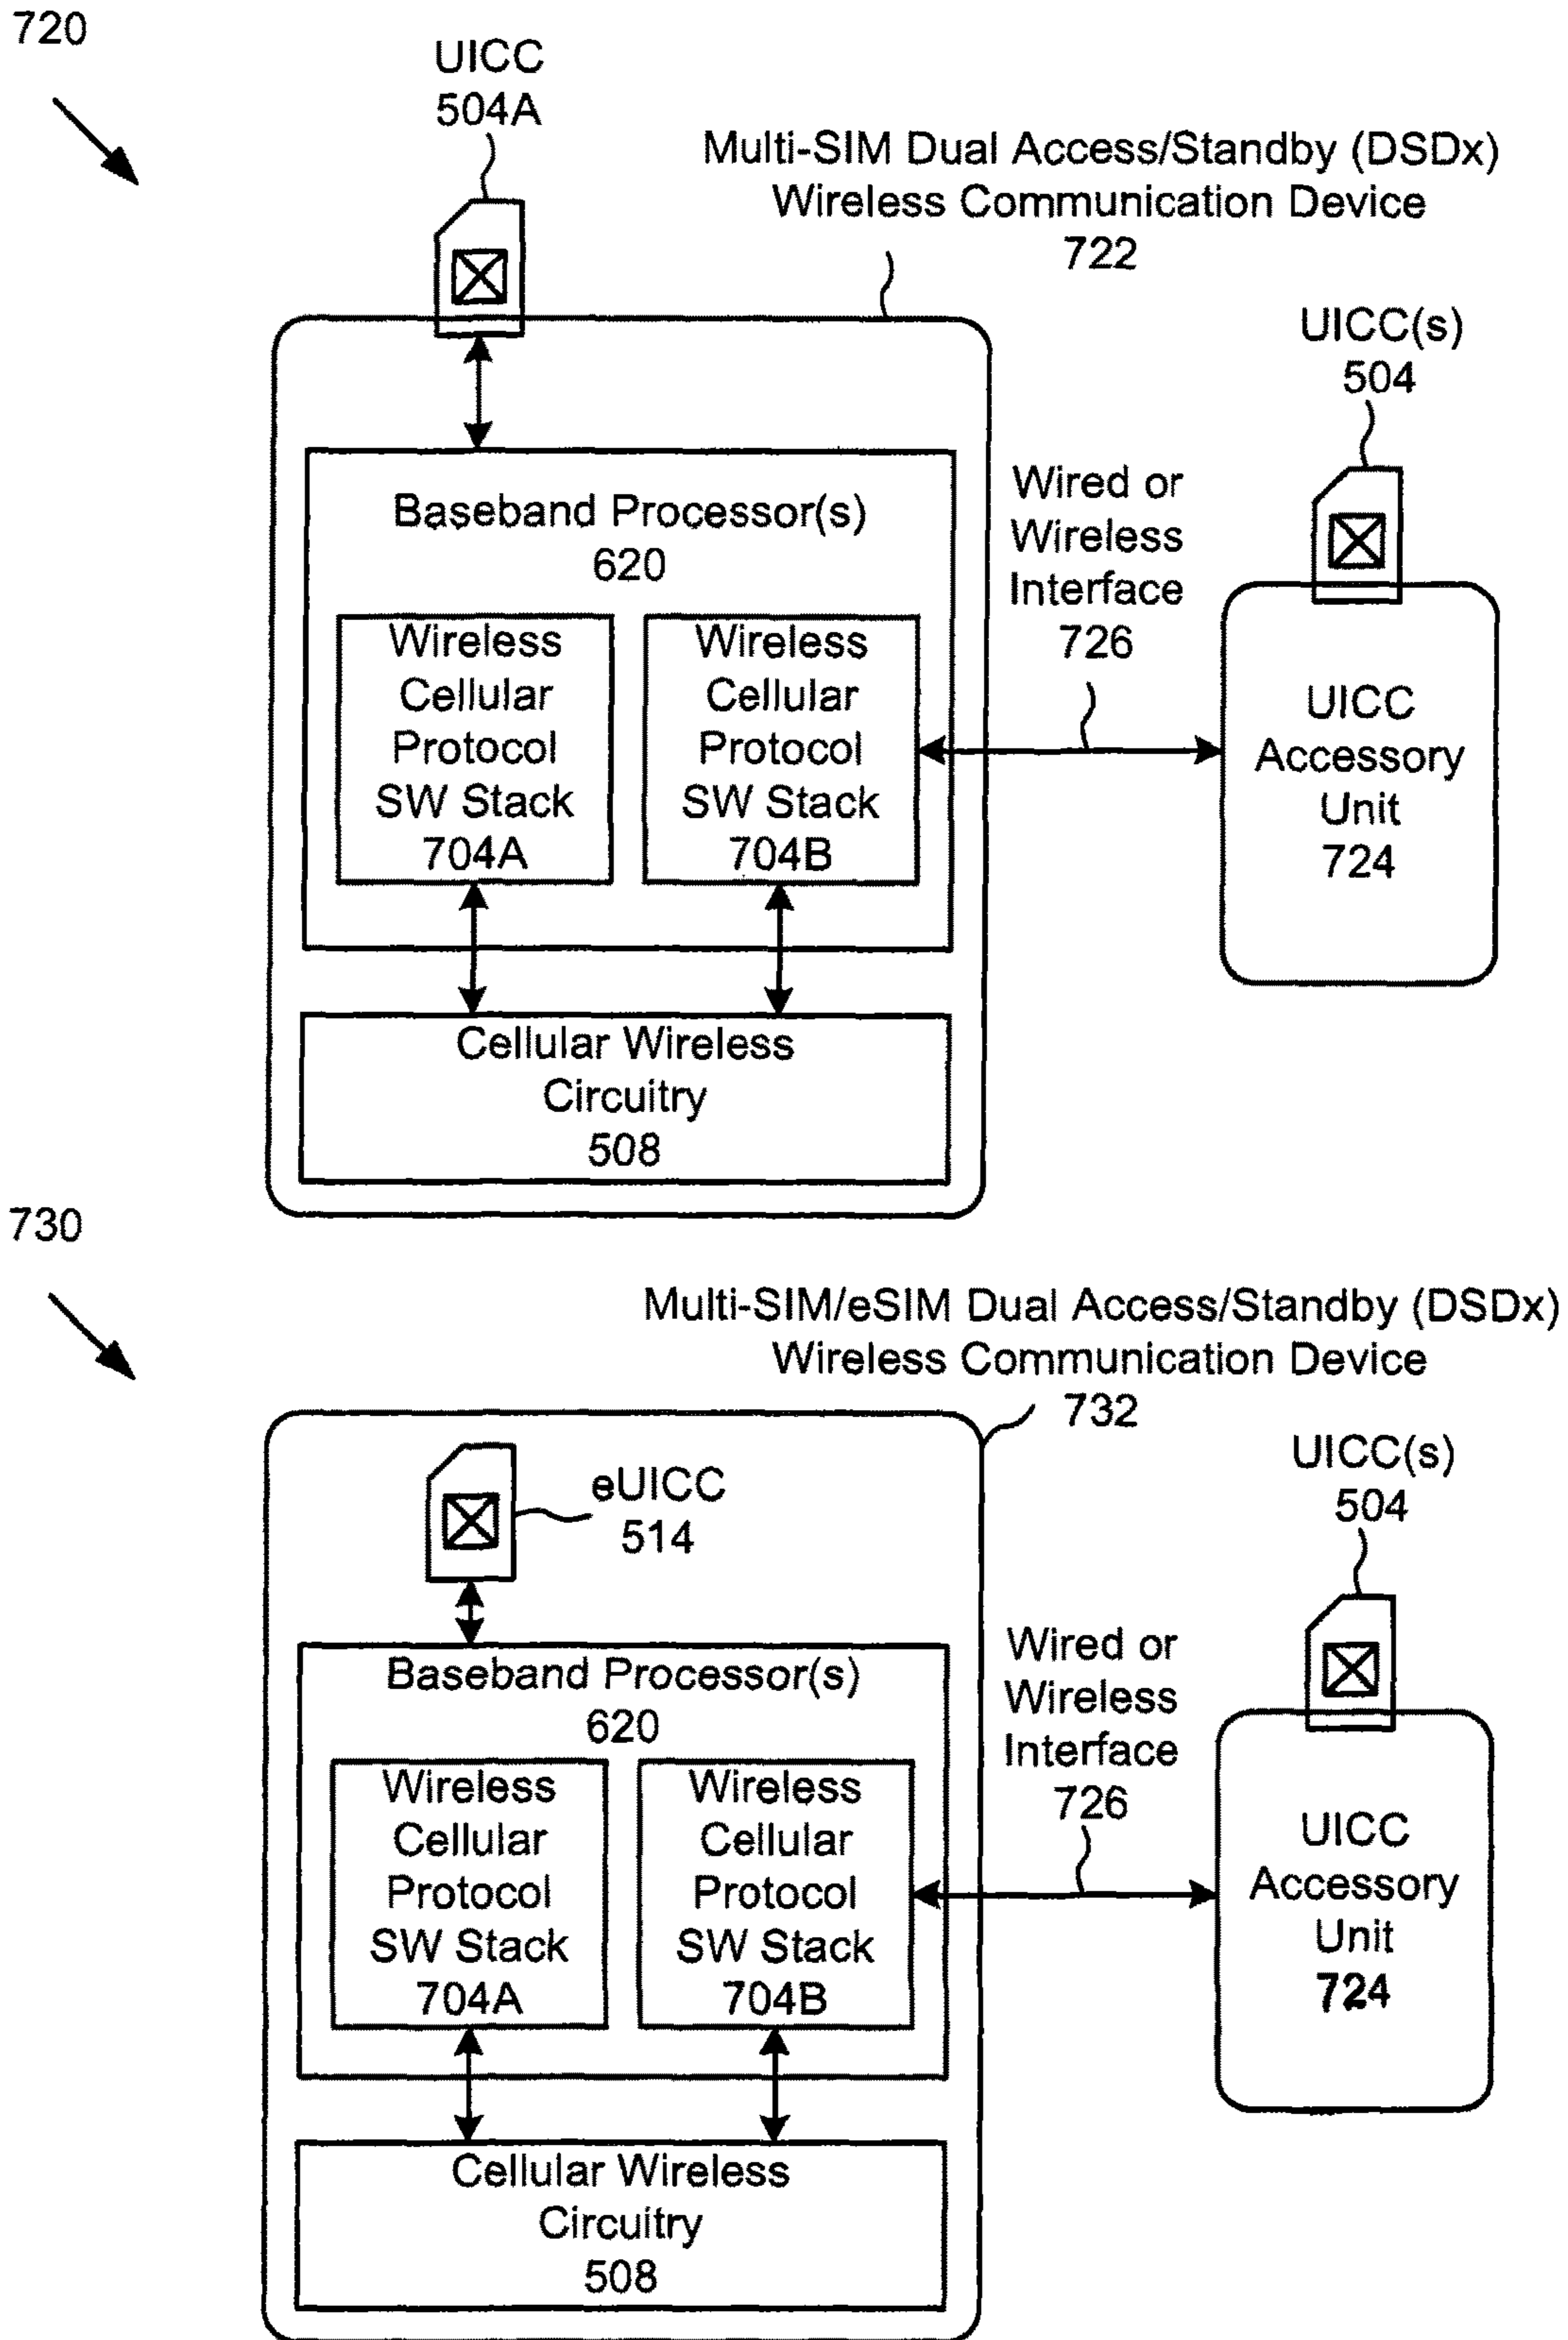 720
UICC
504A
Multi-SIM Dual Access/Standby (DSDx)
Wireless Communication Device
722
UICC(s)
504
Baseband Processor(s)
620
Wireless
Cellular
Protocol
SW Stack
704A
Wireless
Cellular
Protocol
SW Stack
704B
Wired or
Wireless
Interface
726
UICC
Accessory
Unit
724
Cellular Wireless
Circuitry
508
730
Multi-SIM/eSIM Dual Access/Standby (DSDx)
Wireless Communication Device
732
eUICC
514
UICC(s)
504
Baseband Processor(s)
620
Wireless
Cellular
Protocol
SW Stack
704A
Wireless
Cellular
Protocol
SW Stack
704B
Wired or
Wireless
Interface
726
UICC
Accessory
Unit
724
Cellular Wireless
Circuitry
508